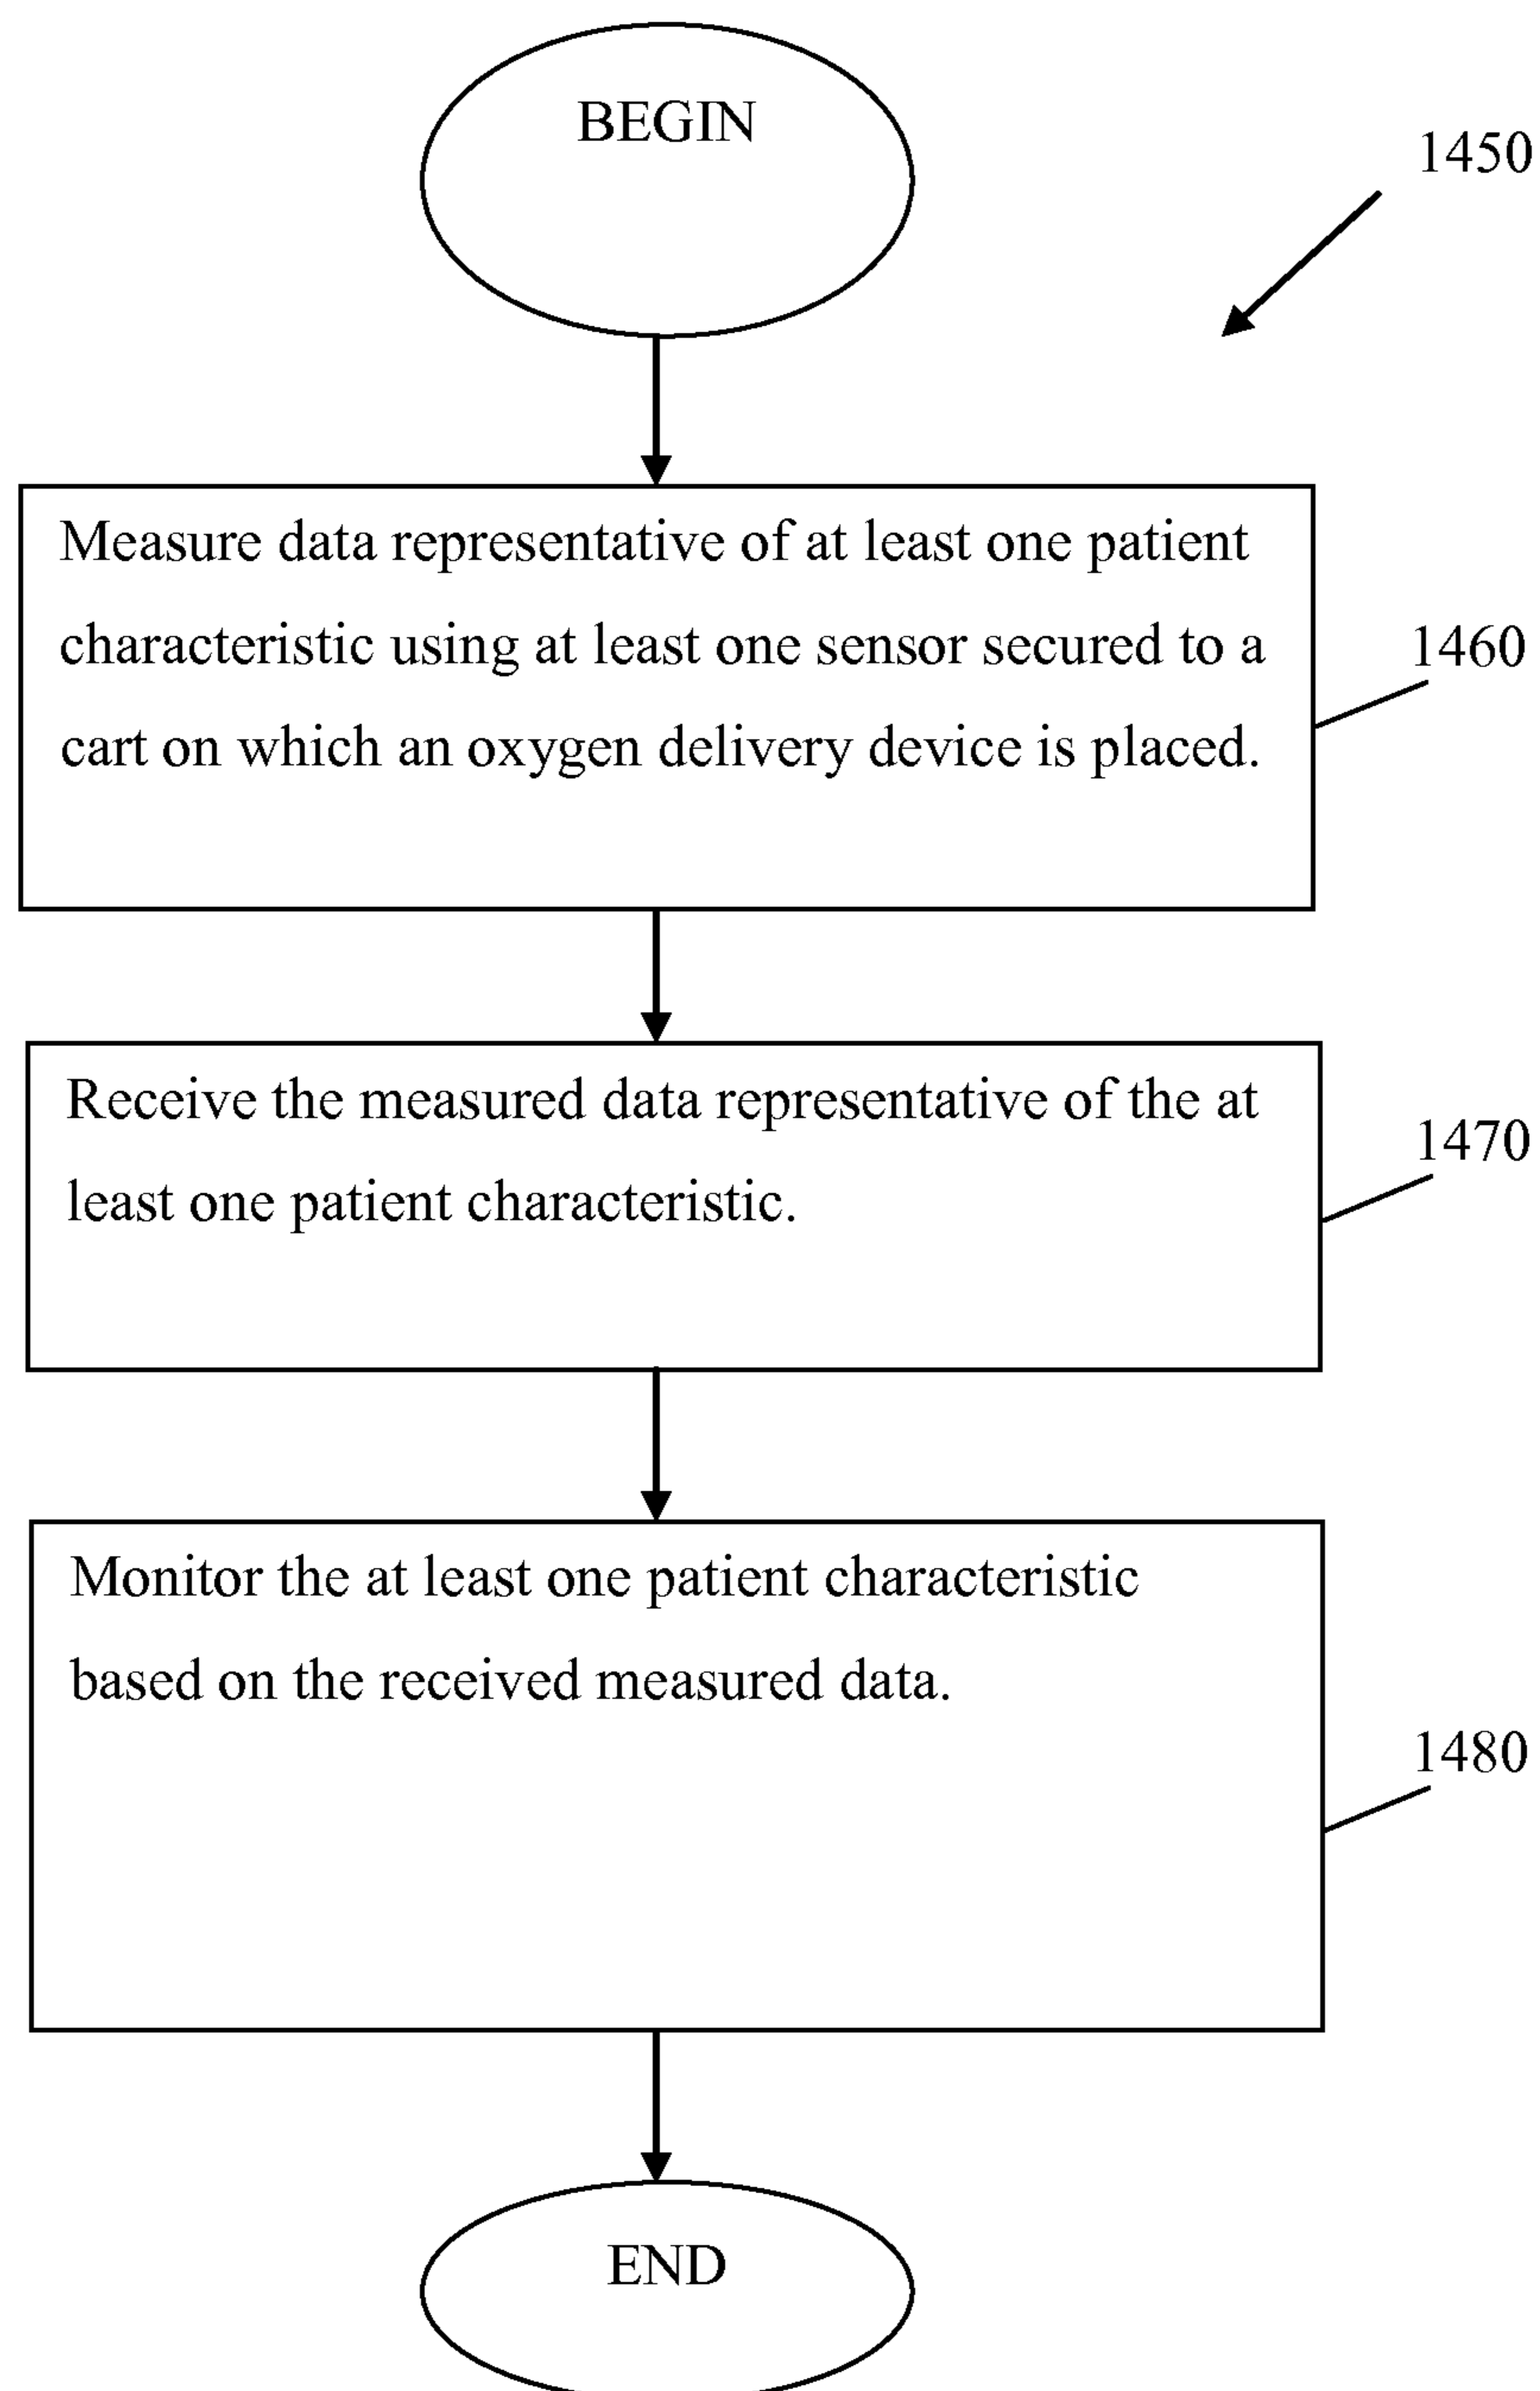 BEGIN
1450
Measure data representative of at least one patient
characteristic using at least one sensor secured to a
cart on which an oxygen delivery device is placed.
1460
Receive the measured data representative of the at
least one patient characteristic.
1470
Monitor the at least one patient characteristic
based on the received measured data.
1480
END